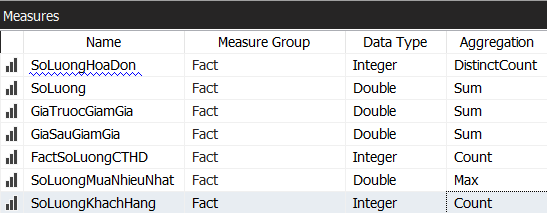 Measures
Name Measure Group Data Type Aggregation
SoLuongHoaDon Fact Integer DistinctCount
SoLuong Fact Double Sum
GiaTruocGiamGia Fact Double Sum
GiaSauGiamGia Fact Double Sum
FactSoLuongCTHD Fact Integer Count
SoLuongMuaNhieuNhat Fact Double Max
SoLuongKhachHang Fact Integer Count